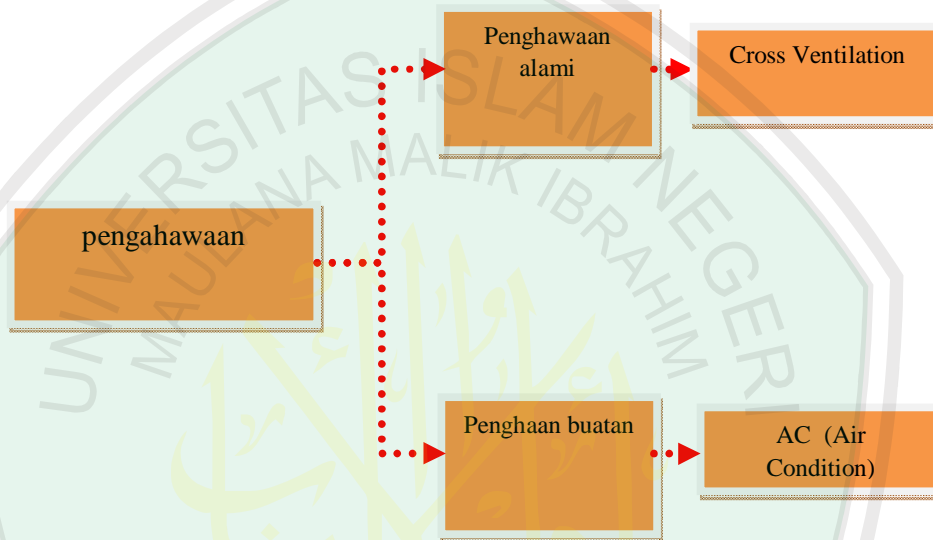 Penghawaan
alami
Cross Ventilation
pengahawaan
Penghaan buatan
AC (Air
Condition)
UNIVERSITAS ISLAM NEGERI
MAULANA MALIK IBRAHIM